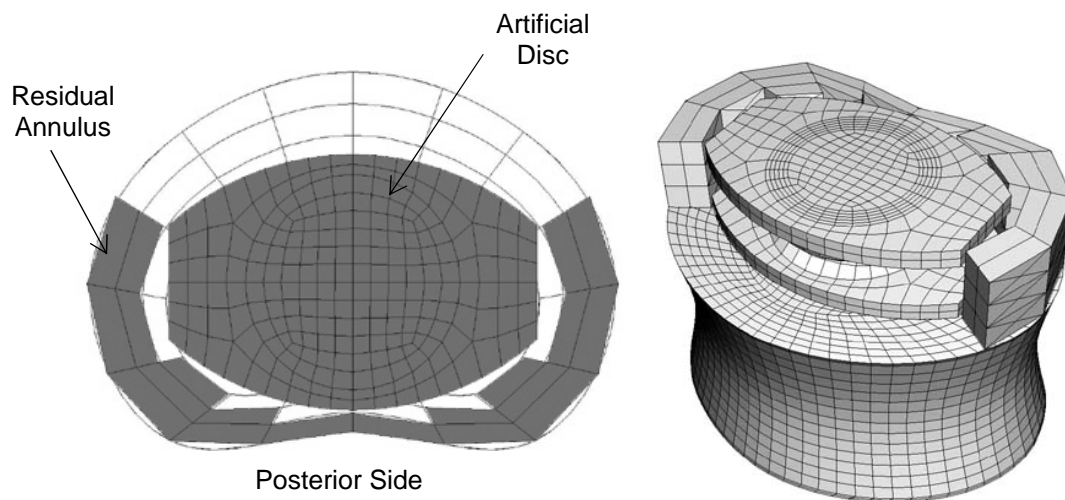 Artificial
Disc
Residual
Annulus
Posterior Side